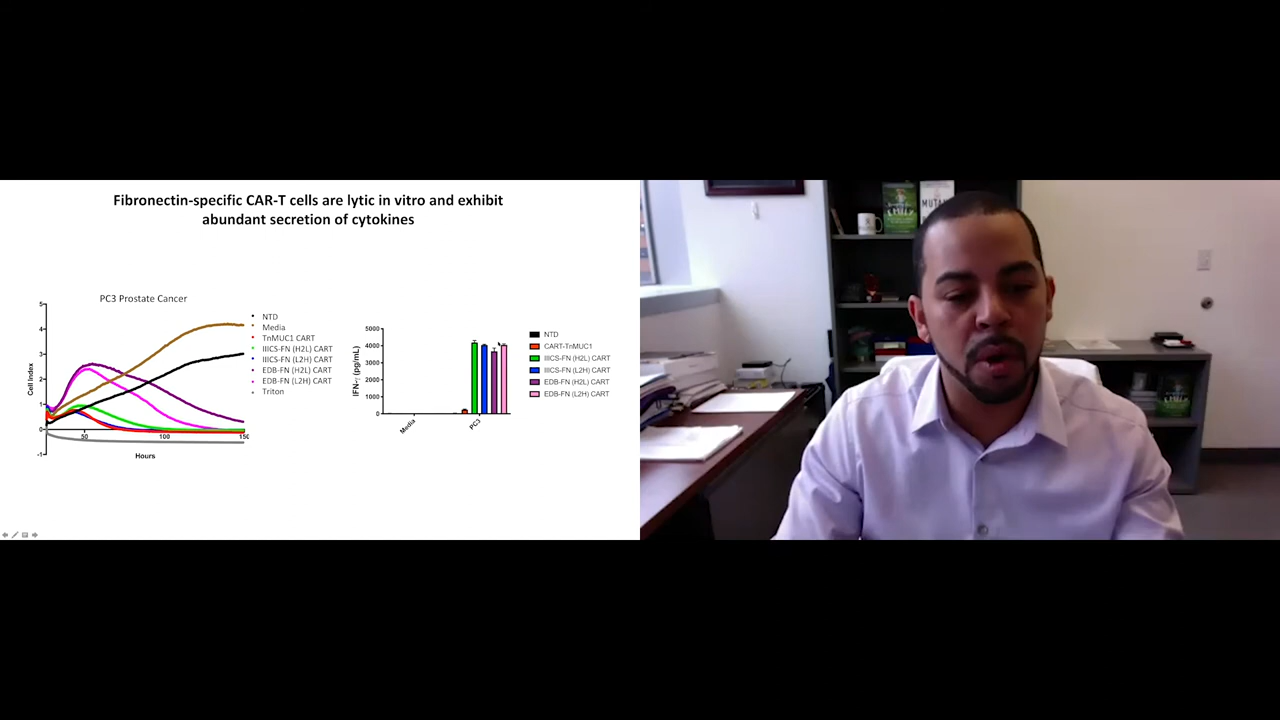 Fibronectin-specific CAR-T cells are lytic in vitro and exhibit
abundant secretion of cytokines
PC3 Prostate Cancer
5
4
3
2
1
0
-1
Cell Index
50
100
150
Hours
NTD
Media
TnMUC1 CART
IIICS-FN (H2L) CART
IIICS-FN (L2H) CART
EDB-FN (H2L) CART
EDB-FN (L2H) CART
Triton
5000
4000
3000
2000
1000
0
IFN-γ (pg/mL)
Media
PC3
NTD
CART-TnMUC1
IIICS-FN (H2L) CART
IIICS-FN (L2H) CART
EDB-FN (H2L) CART
EDB-FN (L2H) CART
EMILY